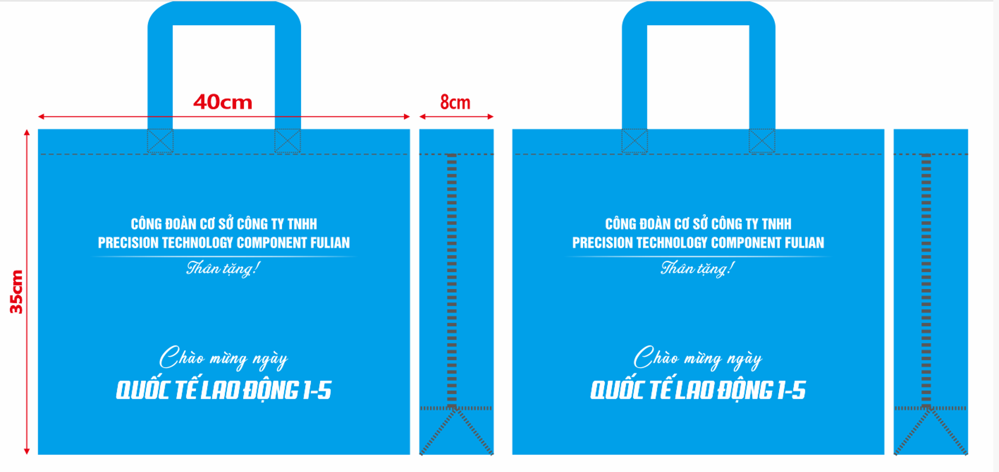 40cm
8cm
35cm
CÔNG ĐOÀN CƠ SỞ CÔNG TY TNHH
PRECISION TECHNOLOGY COMPONENT FULIAN
Thân tặng!
Chào mừng ngày
QUỐC TẾ LAO ĐỘNG 1-5
CÔNG ĐOÀN CƠ SỞ CÔNG TY TNHH
PRECISION TECHNOLOGY COMPONENT FULIAN
Thân tặng!
Chào mừng ngày
QUỐC TẾ LAO ĐỘNG 1-5